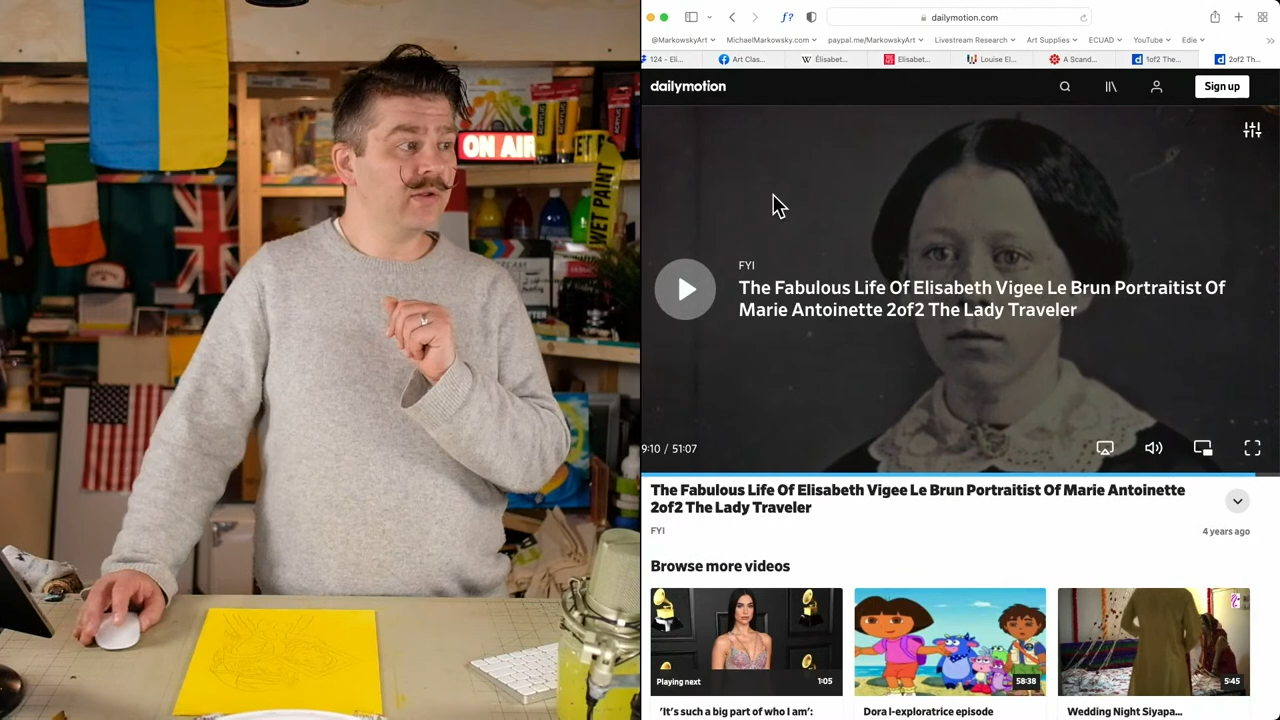 ON AIR
WET PAINT
f?
dailymotion.com
@MarkowskyArt
MichaelMarkowsky.com
paypal.me/MarkowskyArt
Livestream Research
Art Supplies
ECUAD
YouTube
Edie
124 - Eli...
Art Clas...
Élisabet...
Elisabet...
Louise El...
A Scand...
1of2 The...
2of2 Th...
dailymotion
Sign up
FYI
The Fabulous Life Of Elisabeth Vigee Le Brun Portraitist Of
Marie Antoinette 2of2 The Lady Traveler
9:10 / 51:07
The Fabulous Life Of Elisabeth Vigee Le Brun Portraitist Of Marie Antoinette
2of2 The Lady Traveler
FYI
4 years ago
Browse more videos
Playing next
1:05
58:38
5:45
'It's such a big part of who I am':
Dora l-exploratrice episode
Wedding Night Siyapa...